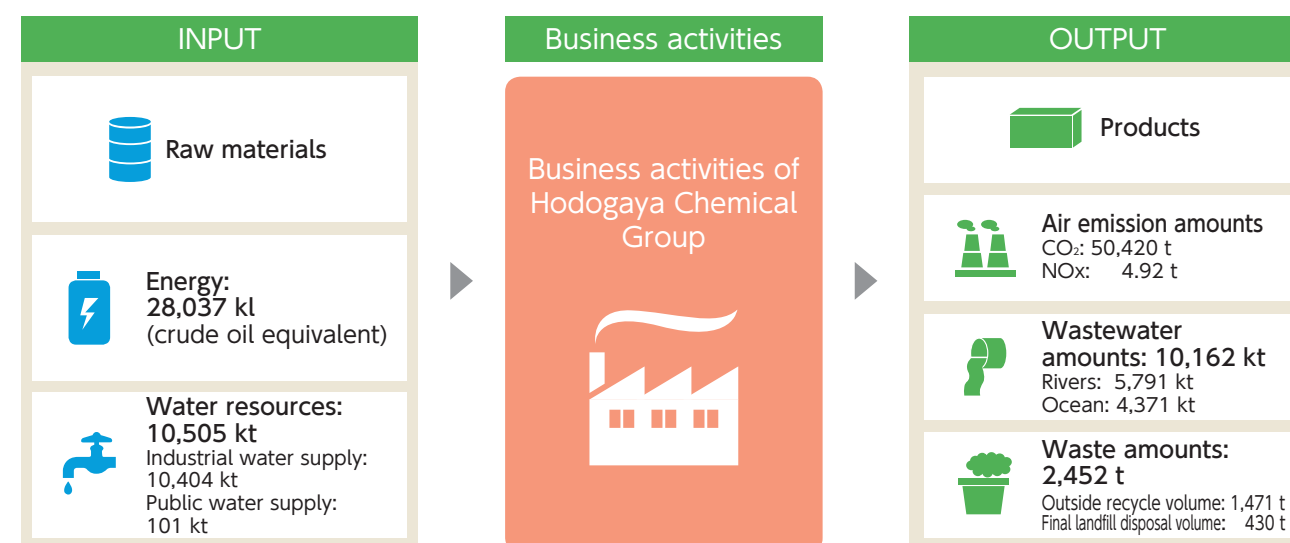 INPUT
Raw materials
Energy:
28,037 kl
(crude oil equivalent)
Water resources:
10,505 kt
Industrial water supply:
10,404 kt
Public water supply:
101 kt
Business activities
Business activities of
Hodogaya Chemical
Group
OUTPUT
Products
Air emission amounts
CO₂: 50,420 t
NOx: 4.92 t
Wastewater
amounts: 10,162 kt
Rivers: 5,791 kt
Ocean: 4,371 kt
Waste amounts:
2,452 t
Outside recycle volume: 1,471 t
Final landfill disposal volume: 430 t